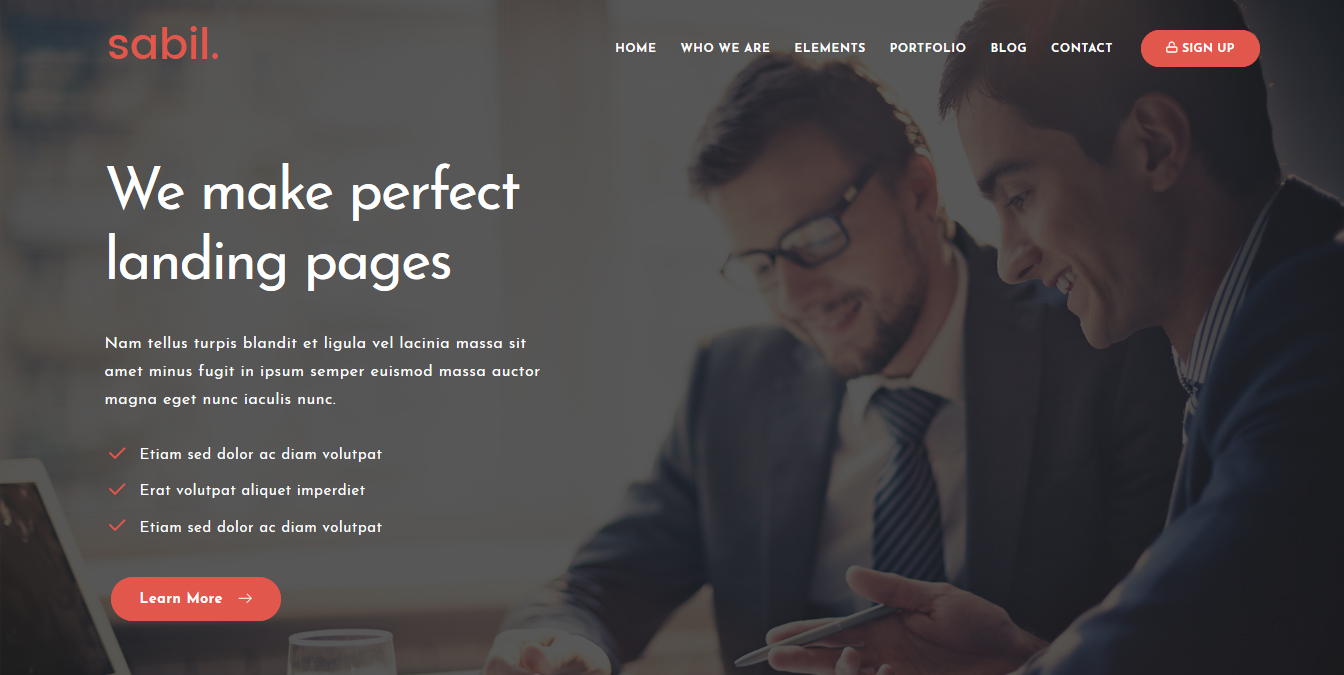 sabil.
HOME WHO WE ARE ELEMENTS PORTFOLIO BLOG CONTACT SIGN UP
We make perfect
landing pages
Nam tellus turpis blandit et ligula vel lacinia massa sit
amet minus fugit in ipsum semper euismod massa auctor
magna eget nunc iaculis nunc.
Etiam sed dolor ac diam volutpat
Erat volutpat aliquet imperdiet
Etiam sed dolor ac diam volutpat
Learn More